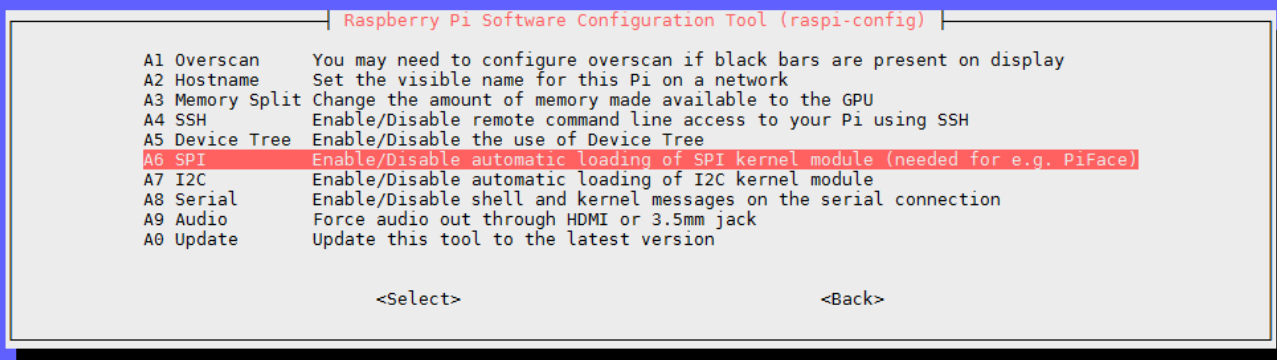 Raspberry Pi Software Configuration Tool (raspi-config)
A1 Overscan You may need to configure overscan if black bars are present on display
A2 Hostname Set the visible name for this Pi on a network
A3 Memory Split Change the amount of memory made available to the GPU
A4 SSH Enable/Disable remote command line access to your Pi using SSH
A5 Device Tree Enable/Disable the use of Device Tree
A6 SPI Enable/Disable automatic loading of SPI kernel module (needed for e.g. PiFace)
A7 I2C Enable/Disable automatic loading of I2C kernel module
A8 Serial Enable/Disable shell and kernel messages on the serial connection
A9 Audio Force audio out through HDMI or 3.5mm jack
A0 Update Update this tool to the latest version
<Select> <Back>